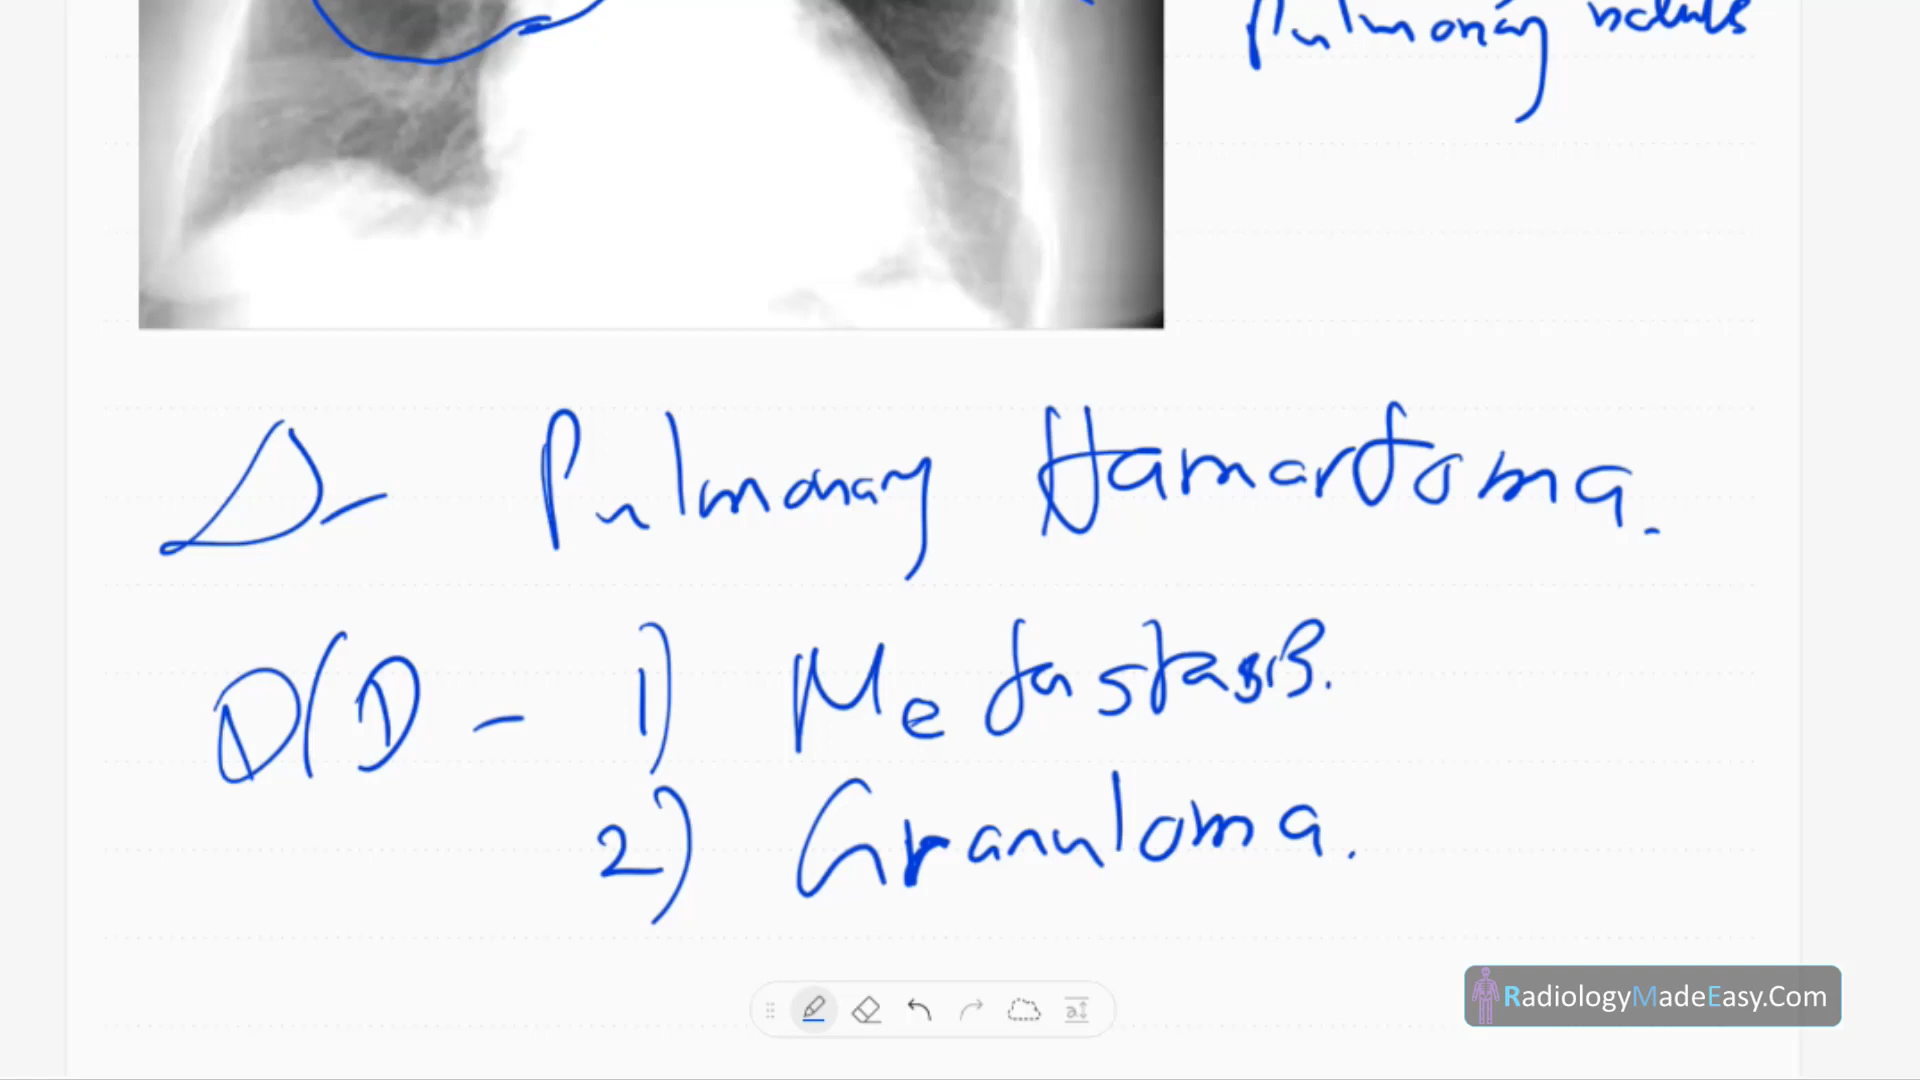 Pulmonary nodule
Δ - Pulmonary Hamartoma.
D/D - 1) Metastasis.
2) Granuloma.
RadiologyMadeEasy.Com